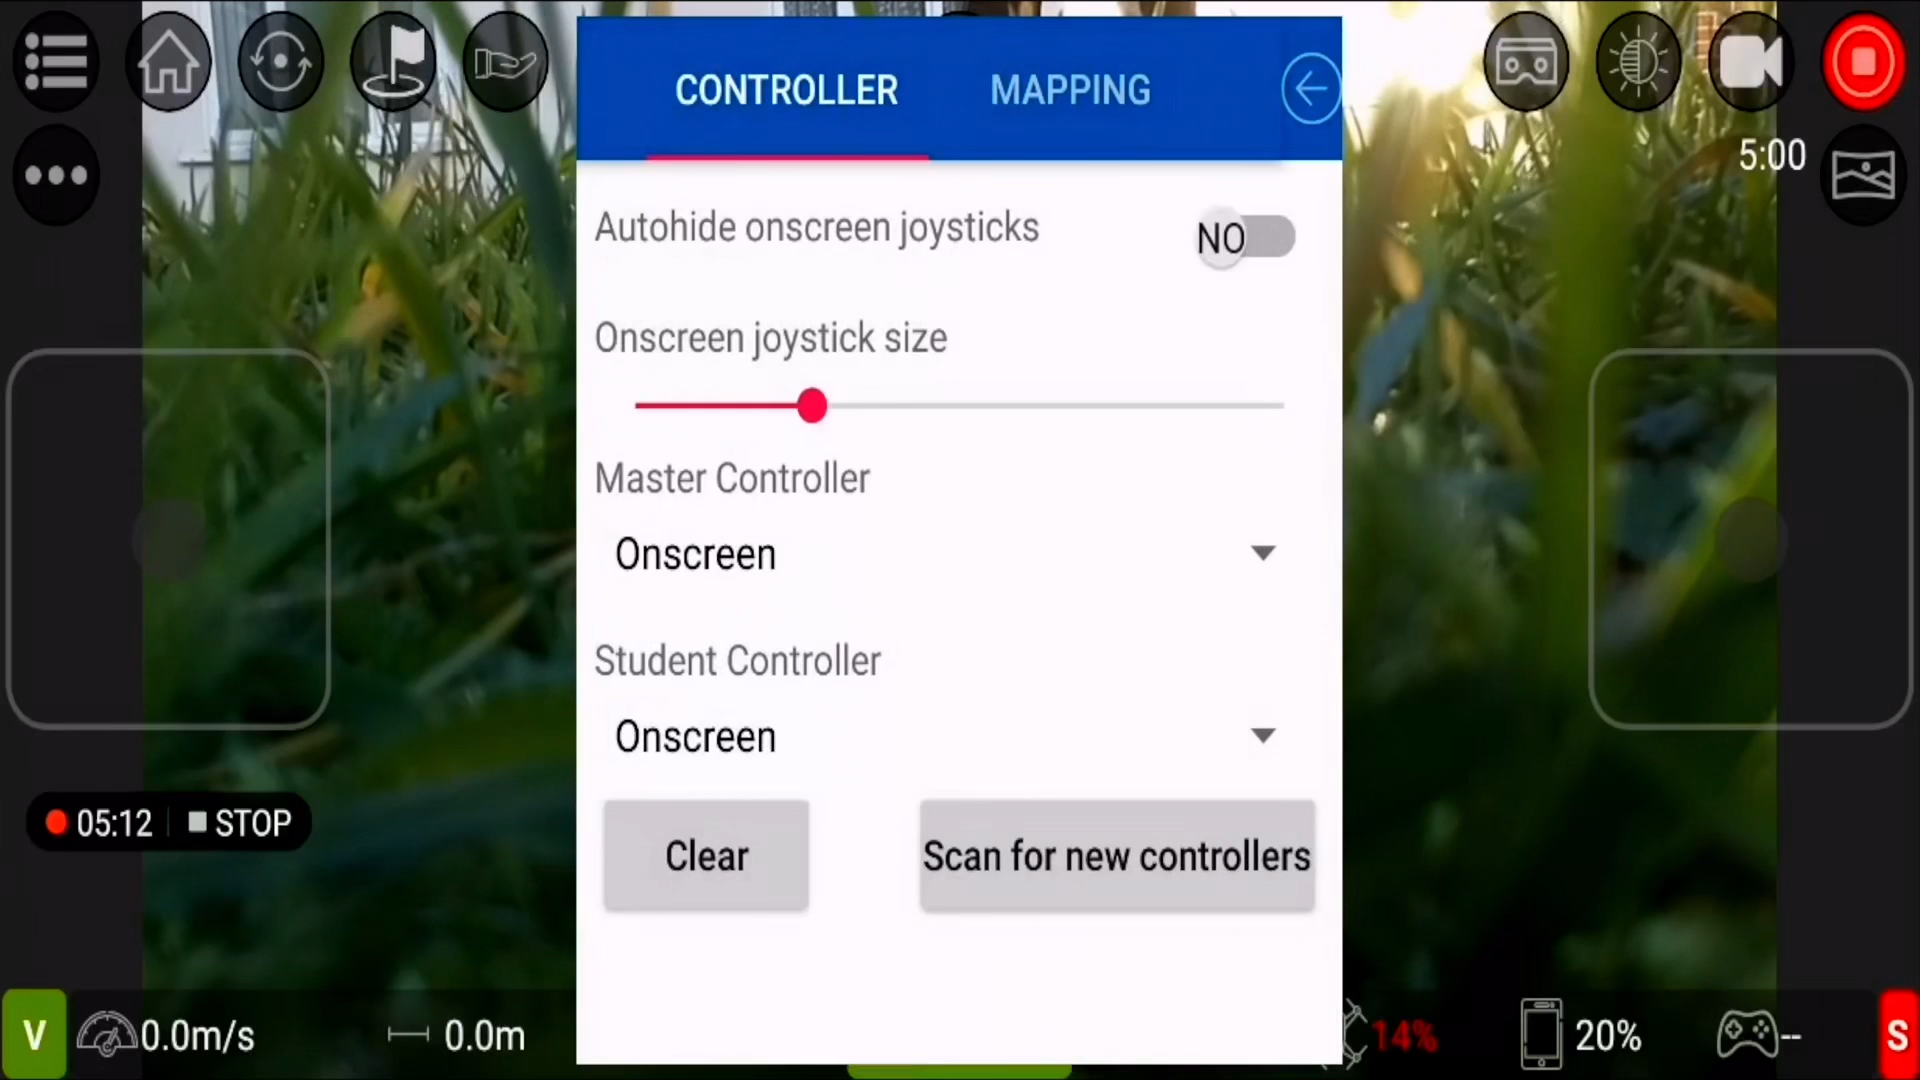 CONTROLLER MAPPING
5:00
Autohide onscreen joysticks NO
Onscreen joystick size
Master Controller
Onscreen
Student Controller
Onscreen
05:12 STOP
Clear Scan for new controllers
V 0.0m/s 0.0m 14% 20% -- S